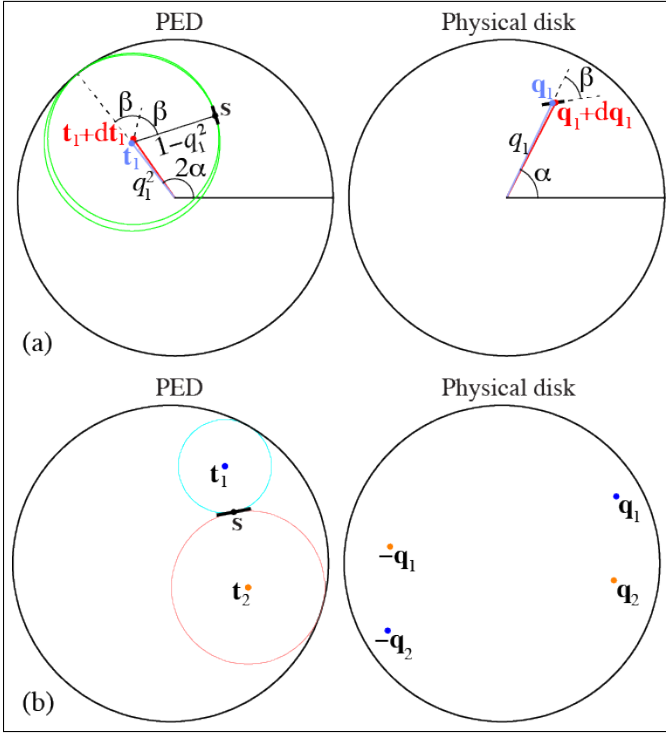 PED Physical disk
β β s
t₁+dt₁ 1−q₁²
t₁
q₁² 2α
q₁ β
q₁+dq₁
q₁
α
(a)
PED Physical disk
t₁ q₁
s
−q₁
t₂ q₂
−q₂
(b)